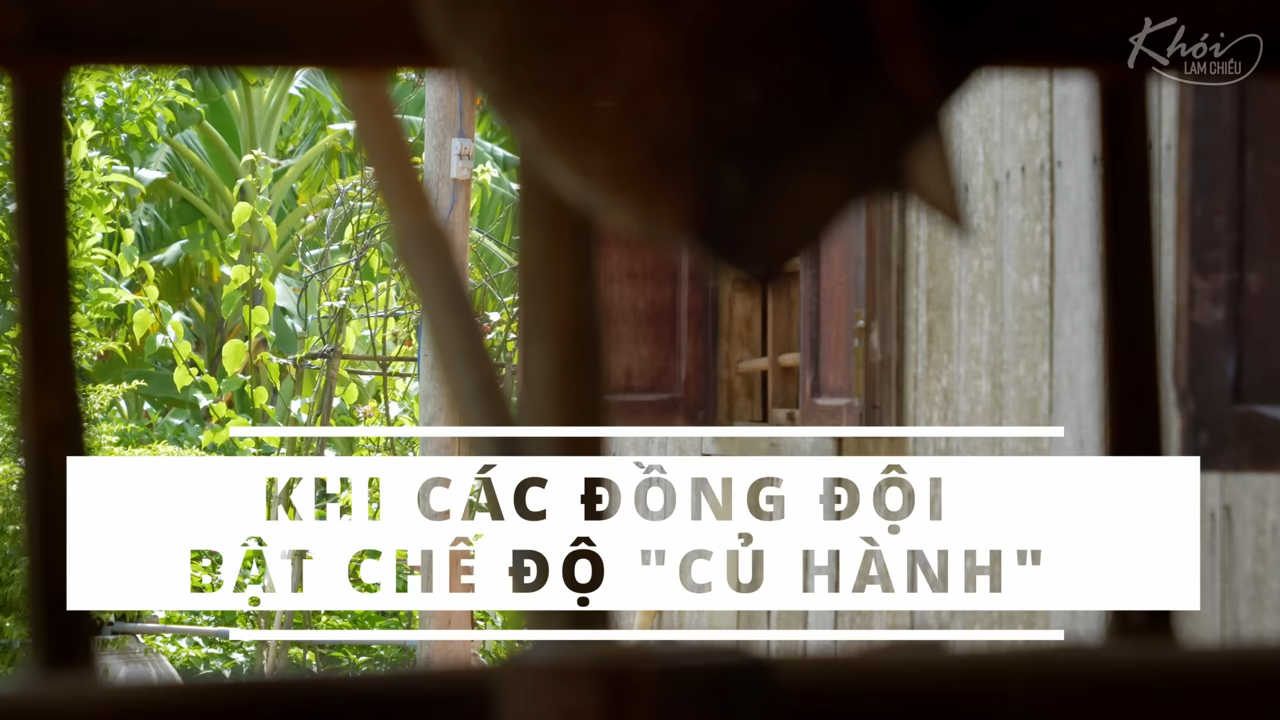 Khói
LAM CHIỀU
KHI CÁC ĐỒNG ĐỘI
BẬT CHẾ ĐỘ "CỦ HÀNH"